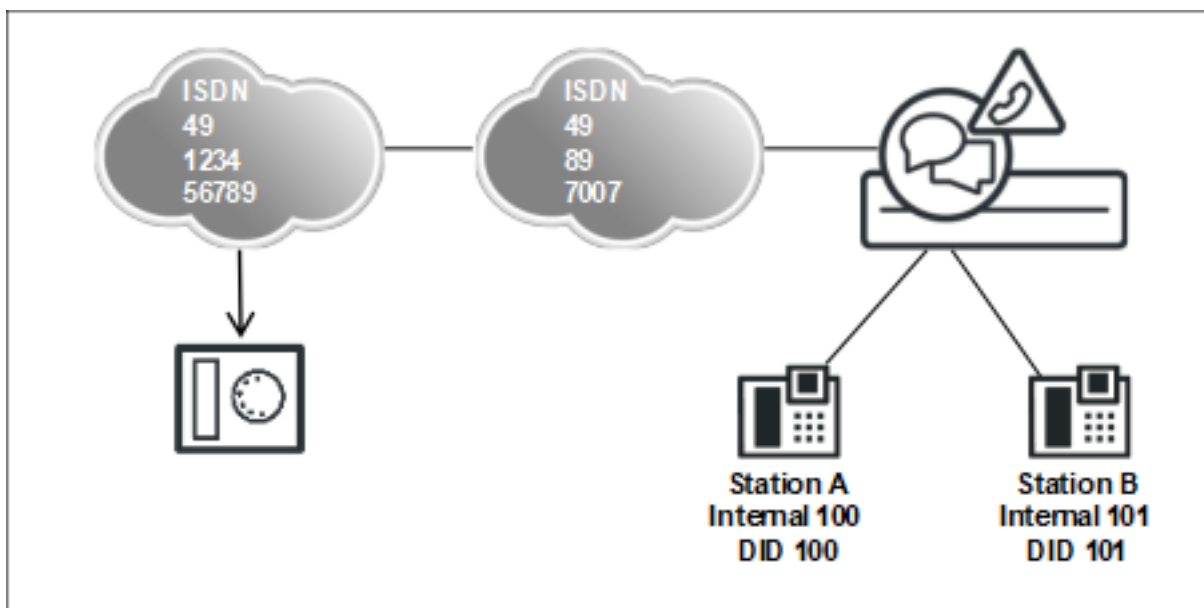 ISDN
49
1234
56789
ISDN
49
89
7007
Station A
Internal 100
DID 100
Station B
Internal 101
DID 101